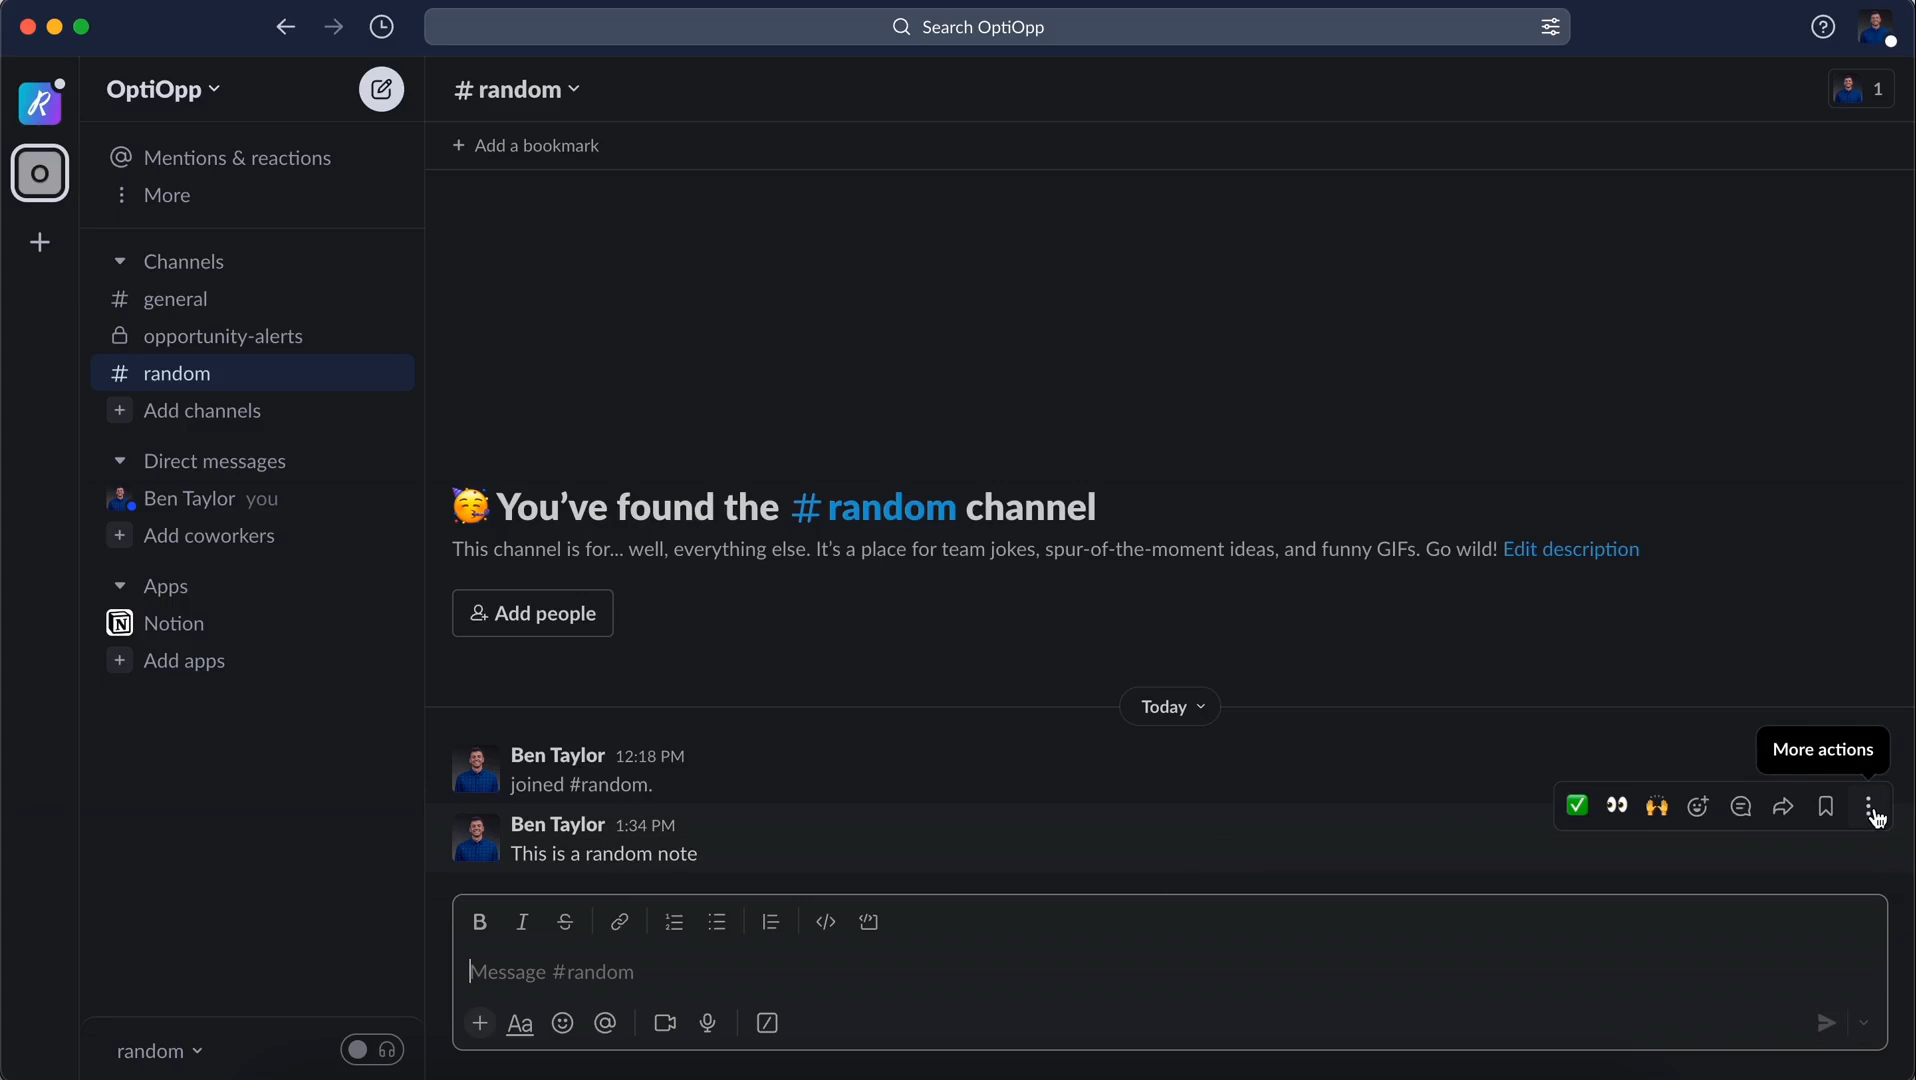 Search OptiOpp
OptiOpp
# random
1
+ Add a bookmark
R
O
@ Mentions & reactions
More
Channels
# general
opportunity-alerts
# random
+ Add channels
Direct messages
Ben Taylor you
+ Add coworkers
Apps
N Notion
+ Add apps
You’ve found the #random channel
This channel is for... well, everything else. It’s a place for team jokes, spur-of-the-moment ideas, and funny GIFs. Go wild! Edit description
Add people
Today
Ben Taylor 12:18 PM
joined #random.
More actions
Ben Taylor 1:34 PM
This is a random note
B I S
Message #random
+ Aa @
random